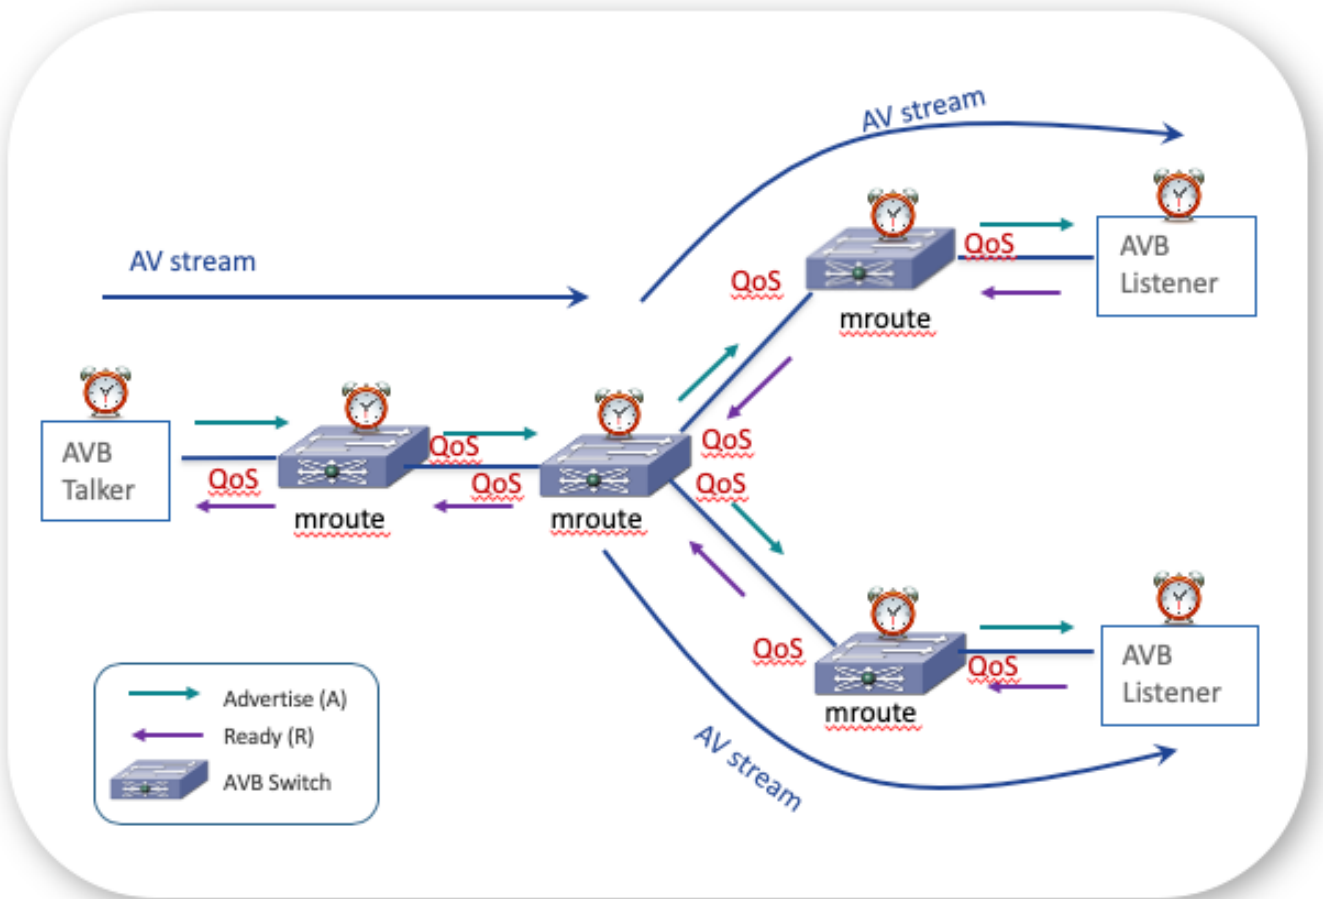 AV stream
AV stream
QoS
AVB
Listener
QoS
mroute
AVB
Talker
QoS
QoS
QoS
mroute
mroute
QoS
QoS
QoS
QoS
AVB
Listener
mroute
AV stream
Advertise (A)
Ready (R)
AVB Switch